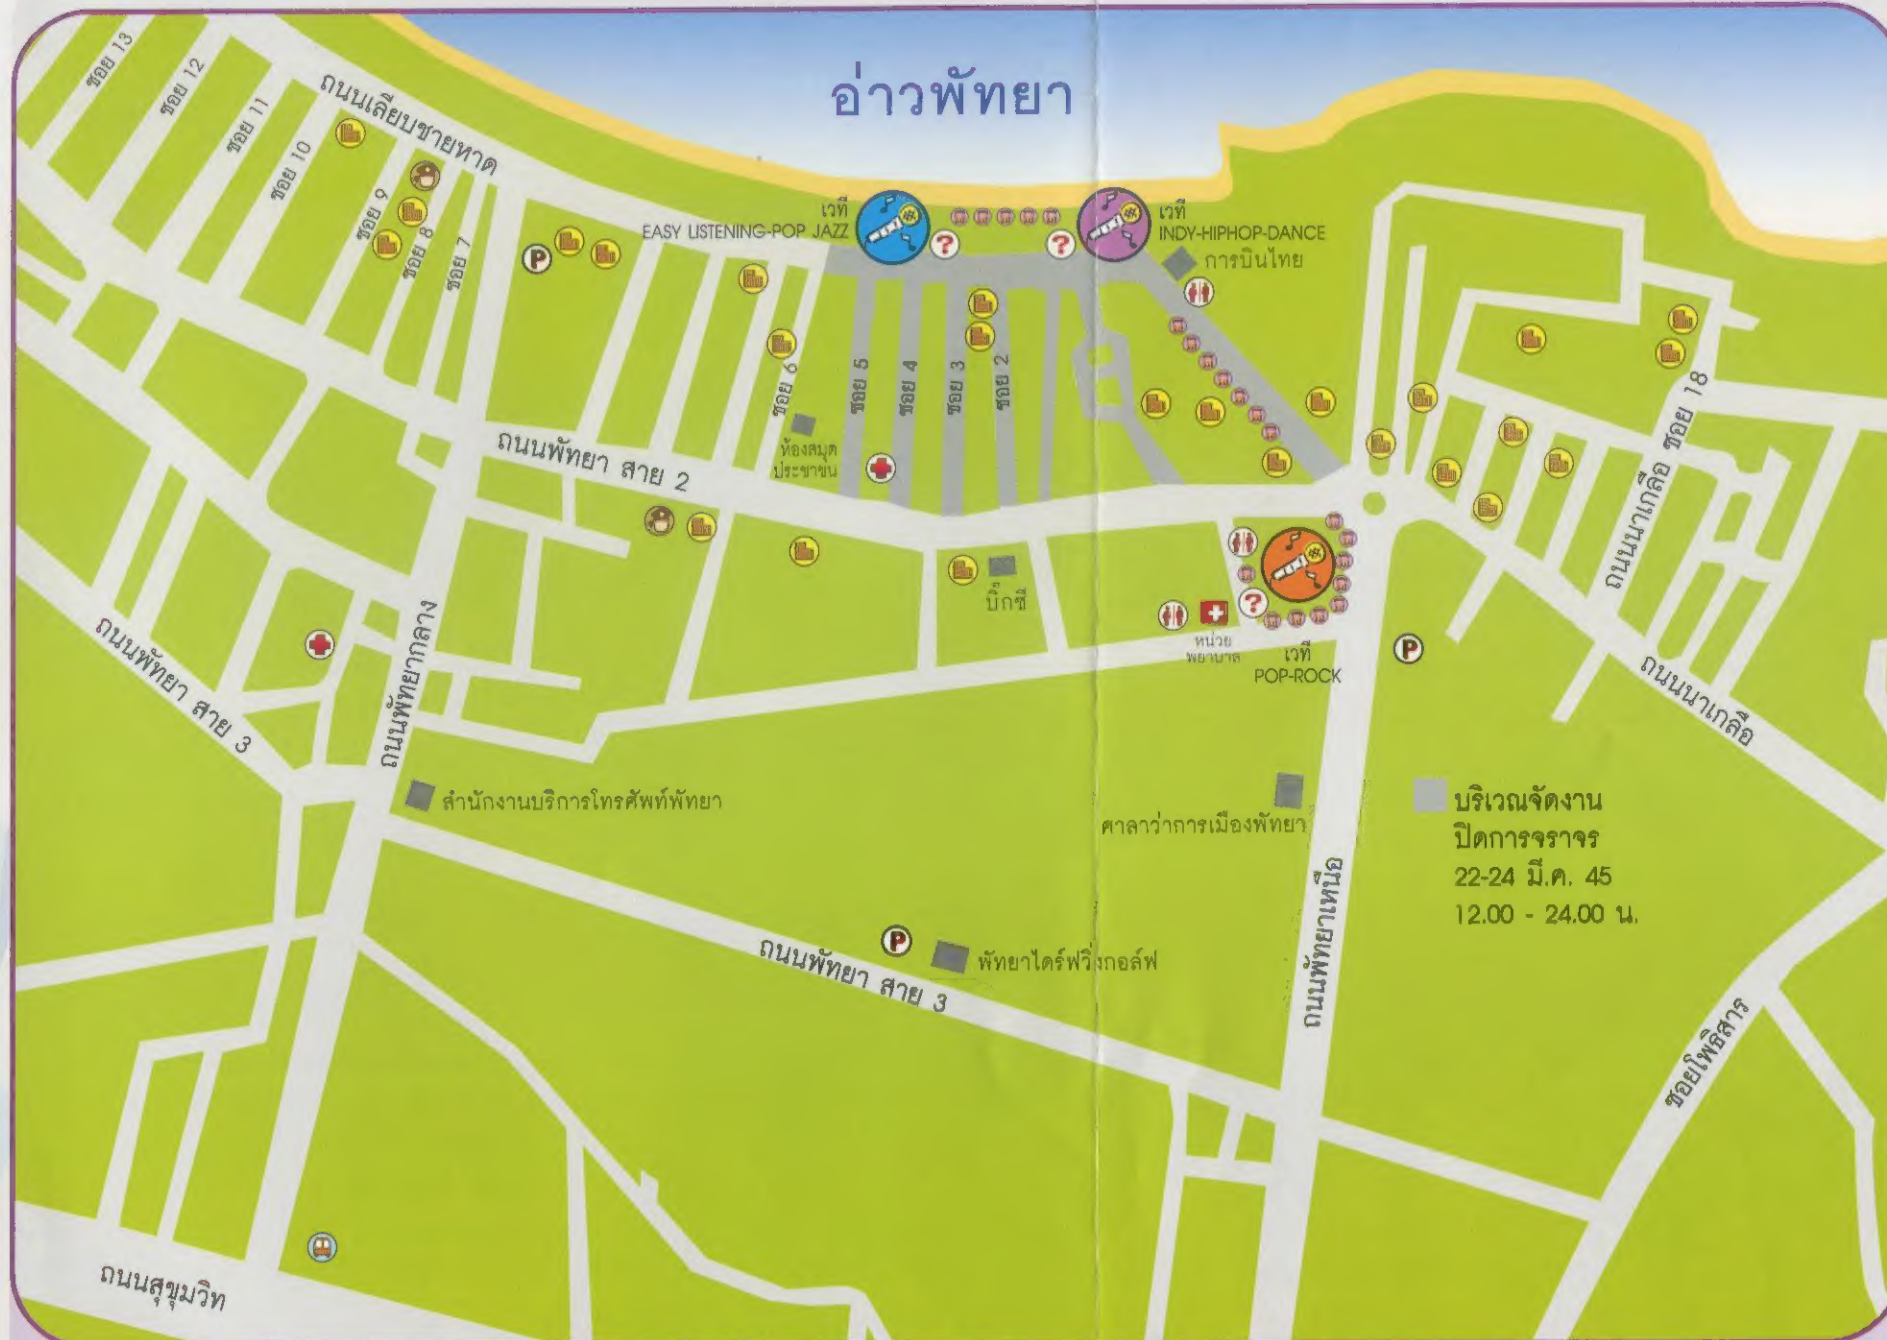 อ่าวพัทยา
ซอย 13
ซอย 12
ซอย 11
ซอย 10
ซอย 9
ซอย 8
ซอย 7
ถนนเลียบชายหาด
เวที
EASY LISTENING-POP JAZZ
?
?
เวที
INDY-HIPHOP-DANCE
การบินไทย
P
ซอย 6
ซอย 5
ซอย 4
ซอย 3
ซอย 2
ห้องสมุด
ประชาชน
ถนนพัทยา สาย 2
บิ๊กซี
?
หน่วย
พยาบาล
เวที
POP-ROCK
P
ถนนนาเกลือ ซอย 18
ถนนนาเกลือ
ถนนพัทยา สาย 3
ถนนพัทยากลาง
สำนักงานบริการโทรศัพท์พัทยา
ศาลาว่าการเมืองพัทยา
บริเวณจัดงาน
ปิดการจราจร
22-24 มี.ค. 45
12.00 - 24.00 น.
P
พัทยาไดร์ฟวิ่งกอล์ฟ
ถนนพัทยา สาย 3
ถนนพัทยาเหนือ
ซอยโพธิสาร
ถนนสุขุมวิท